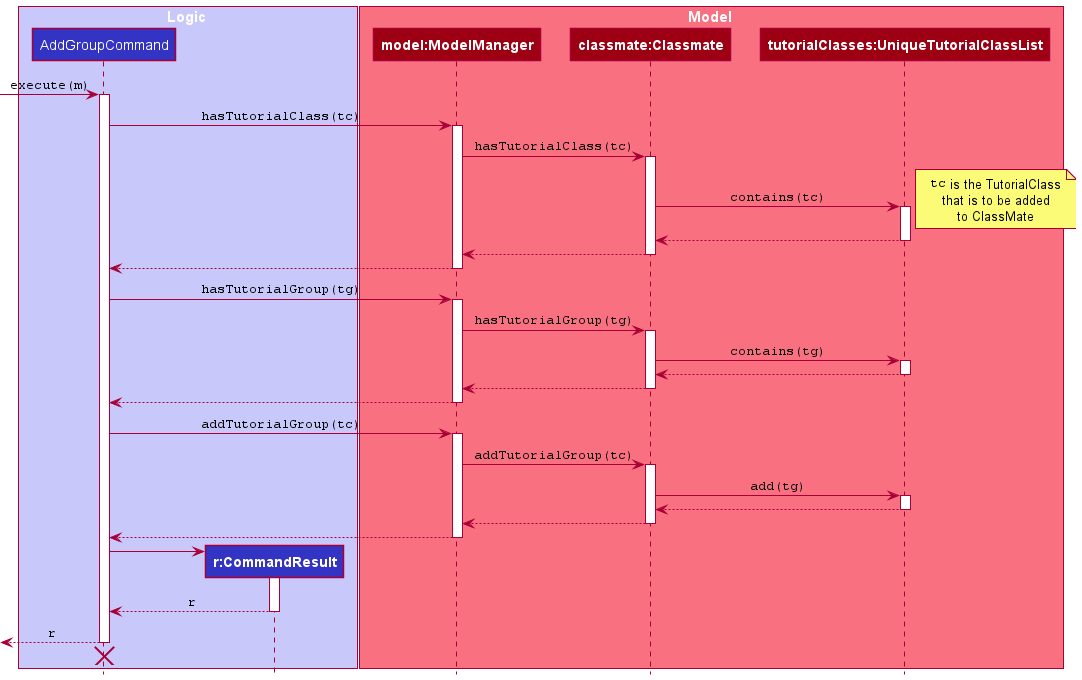 Logic
Model
AddGroupCommand
model:ModelManager
classmate:Classmate
tutorialClasses:UniqueTutorialClassList
execute(m)
hasTutorialClass(tc)
hasTutorialClass(tc)
contains(tc)
tc is the TutorialClass
that is to be added
to ClassMate
hasTutorialGroup(tg)
hasTutorialGroup(tg)
contains(tg)
addTutorialGroup(tc)
addTutorialGroup(tc)
add(tg)
r:CommandResult
r
r